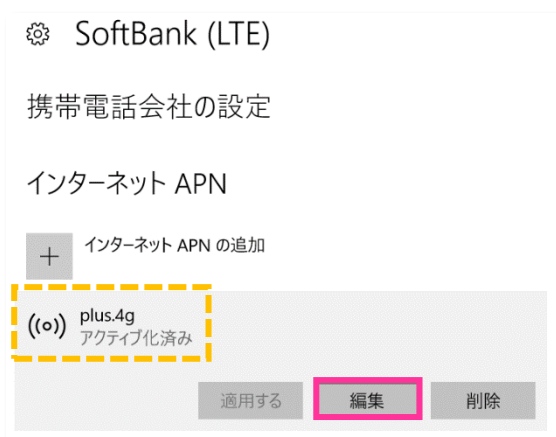 SoftBank (LTE)
携帯電話会社の設定
インターネット APN
インターネット APN の追加
plus.4g
アクティブ化済み
適用する 編集 削除